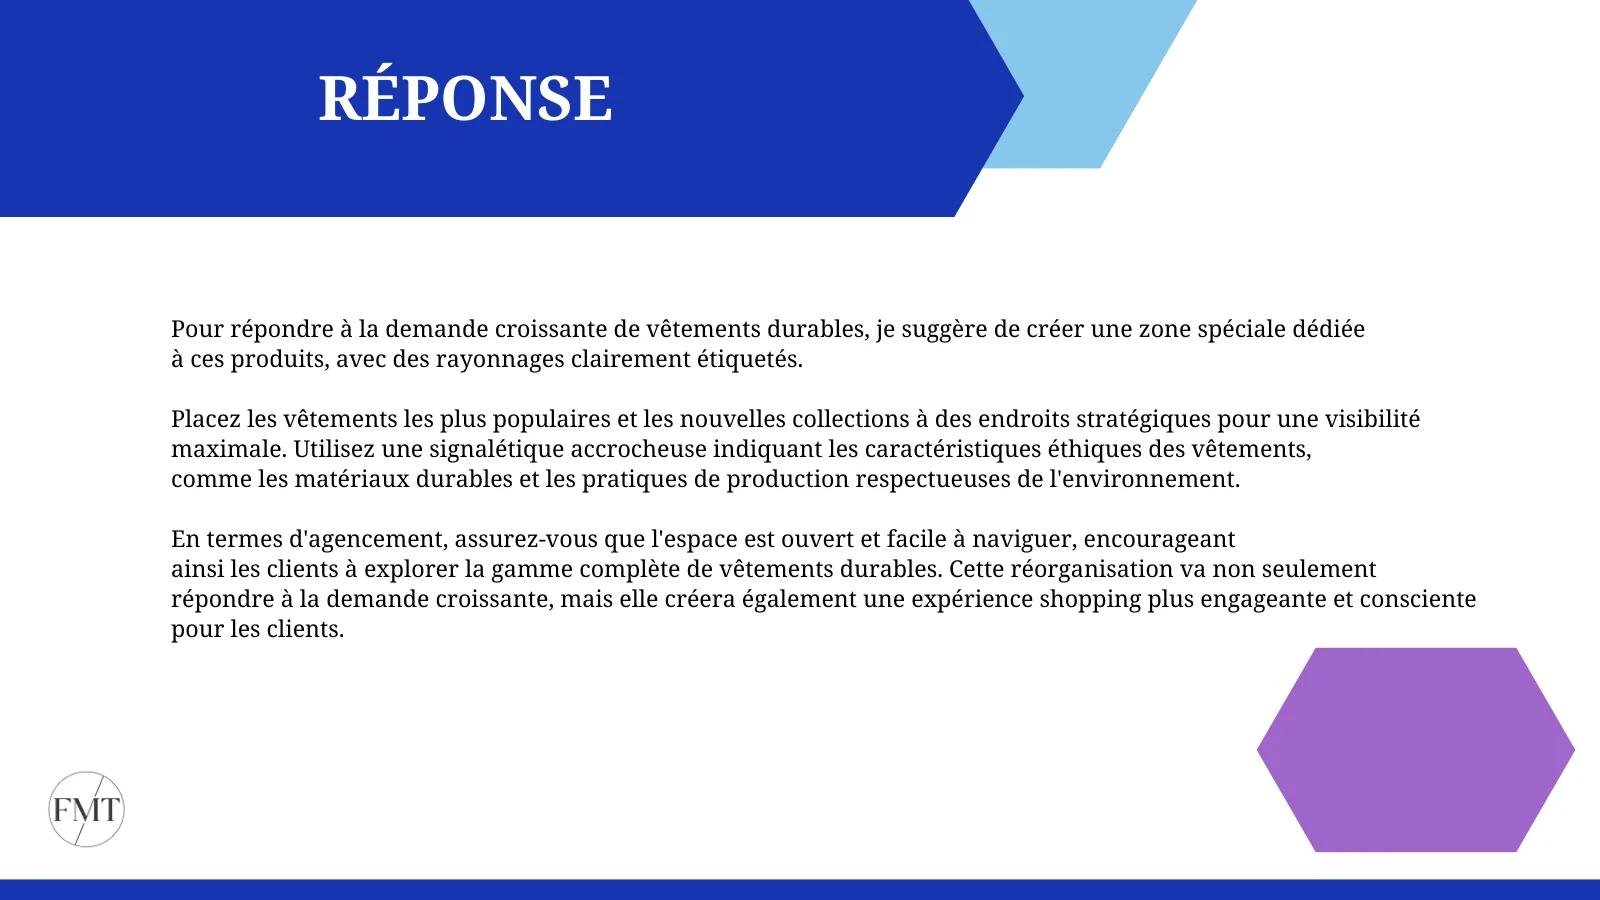 RÉPONSE
Pour répondre à la demande croissante de vêtements durables, je suggère de créer une zone spéciale dédiée
à ces produits, avec des rayonnages clairement étiquetés.
Placez les vêtements les plus populaires et les nouvelles collections à des endroits stratégiques pour une visibilité
maximale. Utilisez une signalétique accrocheuse indiquant les caractéristiques éthiques des vêtements,
comme les matériaux durables et les pratiques de production respectueuses de l'environnement.
En termes d'agencement, assurez-vous que l'espace est ouvert et facile à naviguer, encourageant
ainsi les clients à explorer la gamme complète de vêtements durables. Cette réorganisation va non seulement
répondre à la demande croissante, mais elle créera également une expérience shopping plus engageante et consciente
pour les clients.
FMT